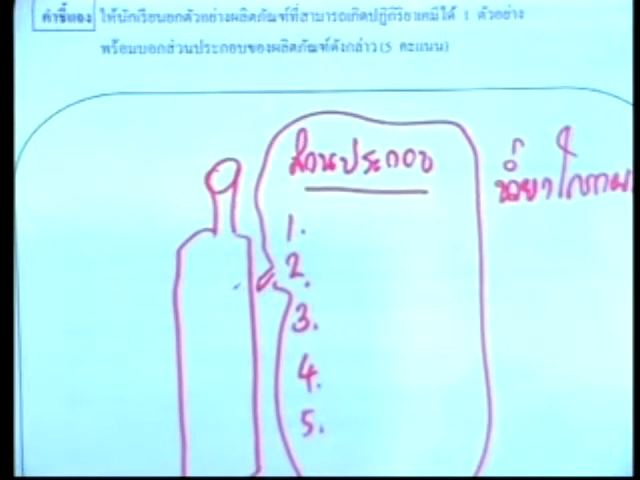 คำชี้แจง ให้นักเรียนยกตัวอย่างผลิตภัณฑ์ที่สามารถเกิดปฏิกิริยาเคมีได้ 1 ตัวอย่าง
พร้อมบอกส่วนประกอบของผลิตภัณฑ์ดังกล่าว (5 คะแนน)
ส่วนประกอบ
1.
2.
3.
4.
5.